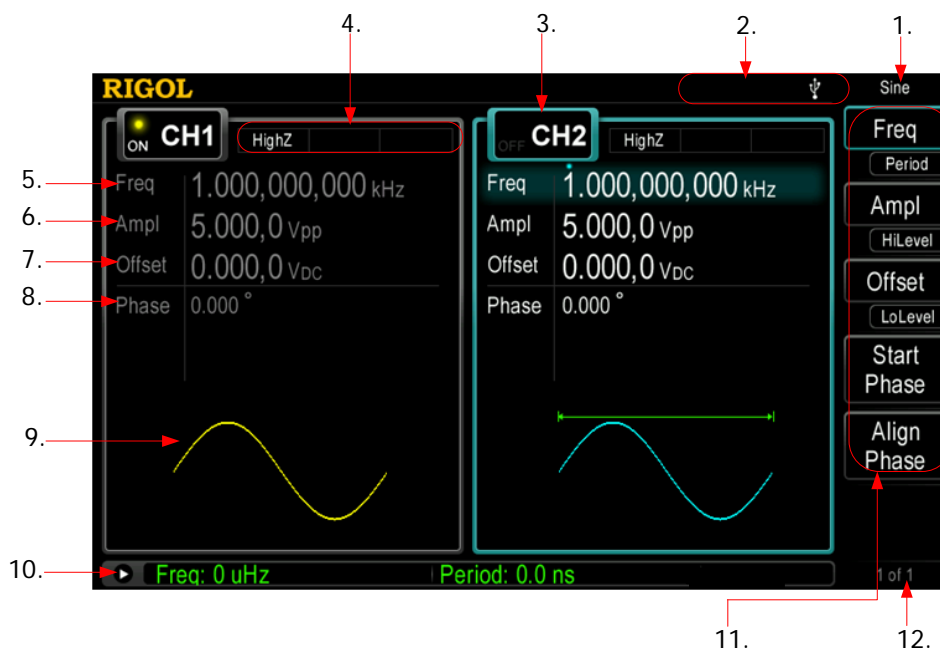 4.
3.
2.
1.
RIGOL
Sine
ON CH1
HighZ
OFF CH2
HighZ
Freq
Period
5.
Freq 1.000,000,000 kHz
Freq 1.000,000,000 kHz
Ampl
HiLevel
6.
Ampl 5.000,0 Vpp
Ampl 5.000,0 Vpp
7.
Offset 0.000,0 VDC
Offset 0.000,0 VDC
Offset
LoLevel
8.
Phase 0.000 °
Phase 0.000 °
Start
Phase
9.
Align
Phase
10.
Freq: 0 uHz
Period: 0.0 ns
1 of 1
11.
12.